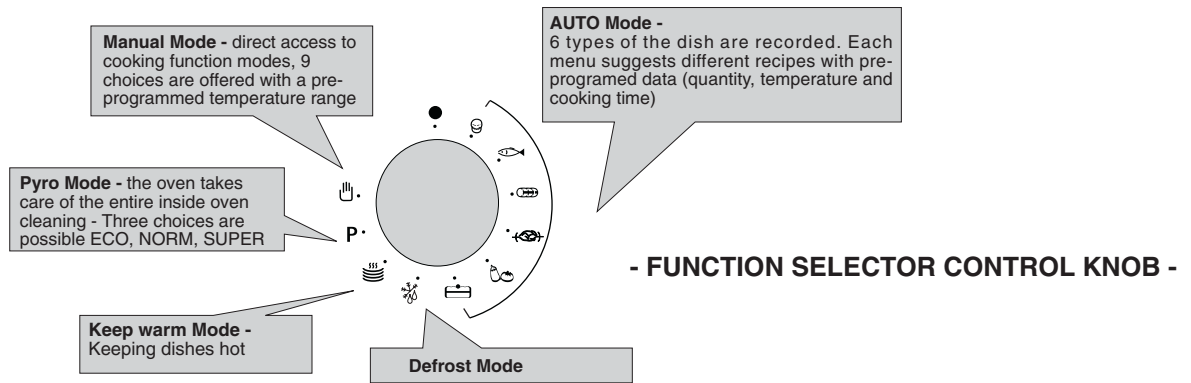 Manual Mode - direct access to
cooking function modes, 9
choices are offered with a pre-
programmed temperature range
AUTO Mode -
6 types of the dish are recorded. Each
menu suggests different recipes with pre-
programed data (quantity, temperature and
cooking time)
Pyro Mode - the oven takes
care of the entire inside oven
cleaning - Three choices are
possible ECO, NORM, SUPER
P
- FUNCTION SELECTOR CONTROL KNOB -
Keep warm Mode -
Keeping dishes hot
Defrost Mode